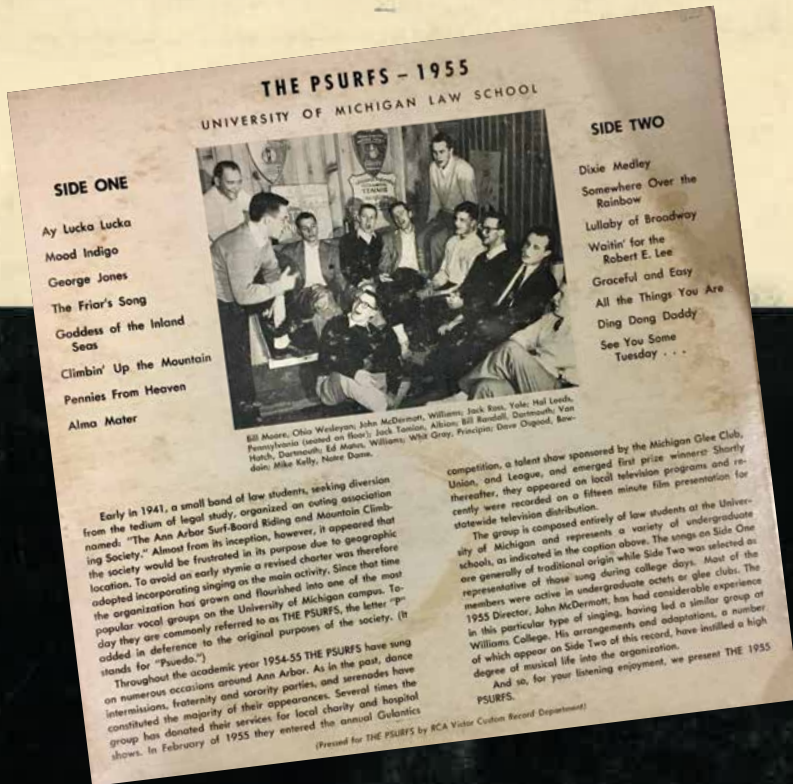 THE PSURFS – 1955
UNIVERSITY OF MICHIGAN LAW SCHOOL
SIDE ONE
Ay Lucka Lucka
Mood Indigo
George Jones
The Friar's Song
Goddess of the Inland
Seas
Climbin' Up the Mountain
Pennies From Heaven
Alma Mater
SIDE TWO
Dixie Medley
Somewhere Over the
Rainbow
Lullaby of Broadway
Waitin' for the
Robert E. Lee
Graceful and Easy
All the Things You Are
Ding Dong Daddy
See You Some
Tuesday . . .
Bill Moore, Ohio Wesleyan; John McDermott, Williams; Jack Ross, Yale; Hal Leeds,
Pennsylvania (seated on floor); Jack Tomion, Albion; Bill Randall, Dartmouth; Van
Hatch, Dartmouth; Ed Matus, Williams; Whit Gray, Principia; Dave Osgood, Bow-
doin; Mike Kelly, Notre Dame.
Early in 1941, a small band of law students, seeking diversion
from the tedium of legal study, organized an outing association
named: "The Ann Arbor Surf-Board Riding and Mountain Climb-
ing Society." Almost from its inception, however, it appeared that
the society would be frustrated in its purpose due to geographic
location. To avoid an early stymie a revised charter was therefore
adopted incorporating singing as the main activity. Since that time
the organization has grown and flourished into one of the most
popular vocal groups on the University of Michigan campus. To-
day they are commonly referred to as THE PSURFS, the letter "P"
added in deference to the original purposes of the society. (It
stands for "Psuedo.")
Throughout the academic year 1954-55 THE PSURFS have sung
on numerous occasions around Ann Arbor. As in the past, dance
intermissions, fraternity and sorority parties, and serenades have
constituted the majority of their appearances. Several times the
group has donated their services for local charity and hospital
shows. In February of 1955 they entered the annual Gulantics
competition, a talent show sponsored by the Michigan Glee Club,
Union, and League, and emerged first prize winners! Shortly
thereafter, they appeared on local television programs and re-
cently were recorded on a fifteen minute film presentation for
statewide television distribution.
The group is composed entirely of law students at the Univer-
sity of Michigan and represents a variety of undergraduate
schools, as indicated in the caption above. The songs on Side One
are generally of traditional origin while Side Two was selected as
representative of those sung during college days. Most of the
members were active in undergraduate octets or glee clubs. The
1955 Director, John McDermott, has had considerable experience
in this particular type of singing, having led a similar group at
Williams College. His arrangements and adaptations, a number
of which appear on Side Two of this record, have instilled a high
degree of musical life into the organization.
And so, for your listening enjoyment, we present THE 1955
PSURFS.
(Pressed for THE PSURFS by RCA Victor Custom Record Department)